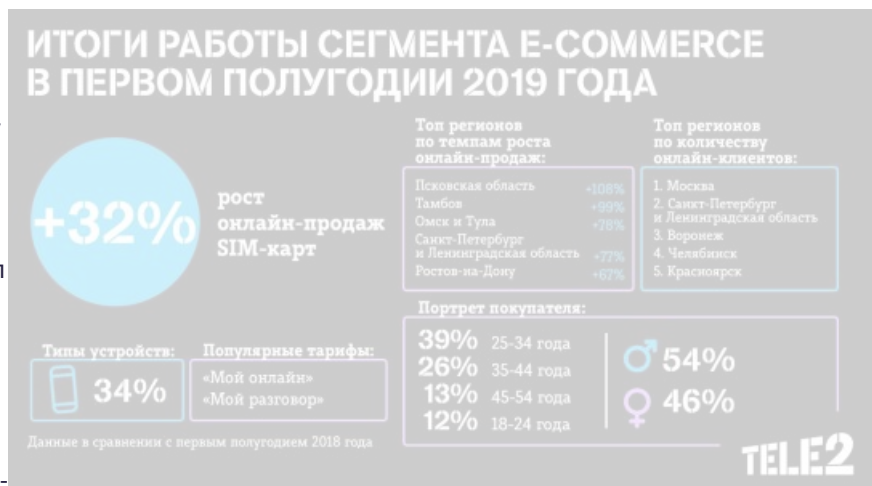 ИТОГИ РАБОТЫ СЕГМЕНТА E-COMMERCE
В ПЕРВОМ ПОЛУГОДИИ 2019 ГОДА
+32%
рост
онлайн-продаж
SIM-карт
Топ регионов
по темпам роста
онлайн-продаж:
Псковская область +108%
Тамбов +99%
Омск и Тула +78%
Санкт-Петербург
и Ленинградская область +77%
Ростов-на-Дону +67%
Топ регионов
по количеству
онлайн-клиентов:
1. Москва
2. Санкт-Петербург
и Ленинградская область
3. Воронеж
4. Челябинск
5. Красноярск
Типы устройств:
34%
Популярные тарифы:
«Мой онлайн»
«Мой разговор»
Портрет покупателя:
39% 25-34 года
26% 35-44 года
13% 45-54 года
12% 18-24 года
54%
46%
Данные в сравнении с первым полугодием 2018 года
TELE2